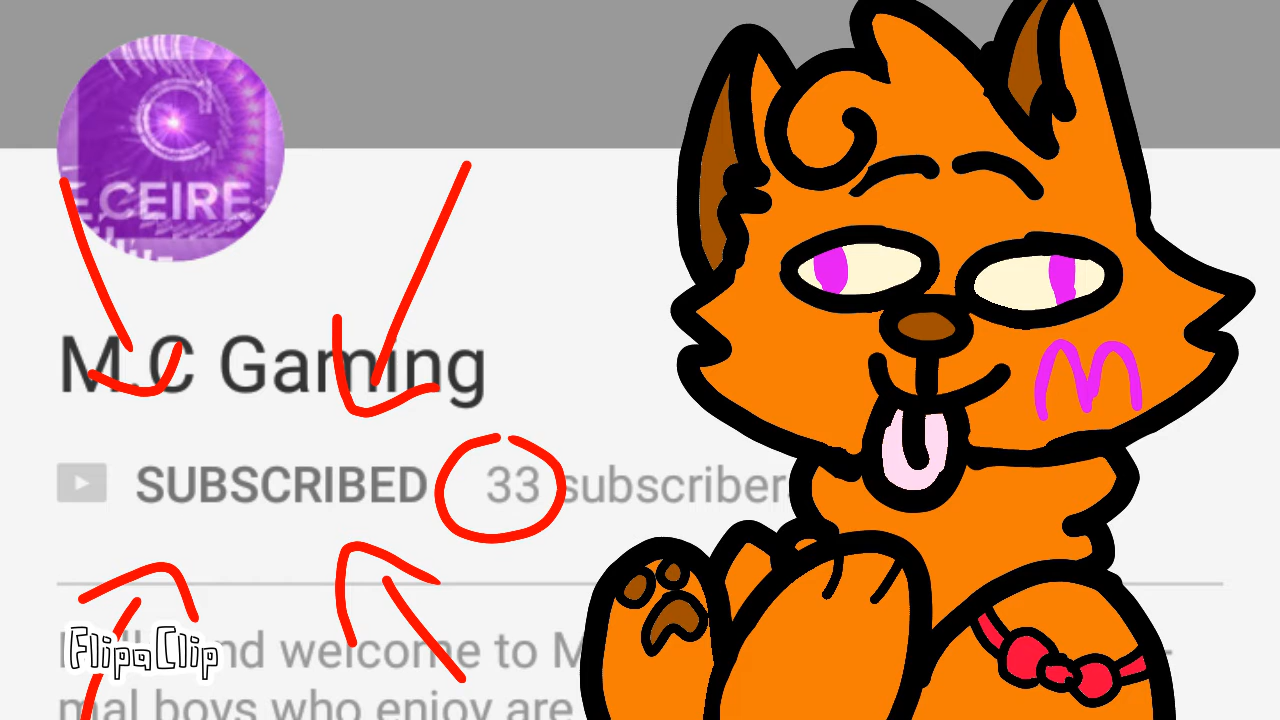 C
CEIRE
M.C Gaming
SUBSCRIBED 33 subscriber
M
FlipaClip
nd welcome to M
mal boys who enjoy are